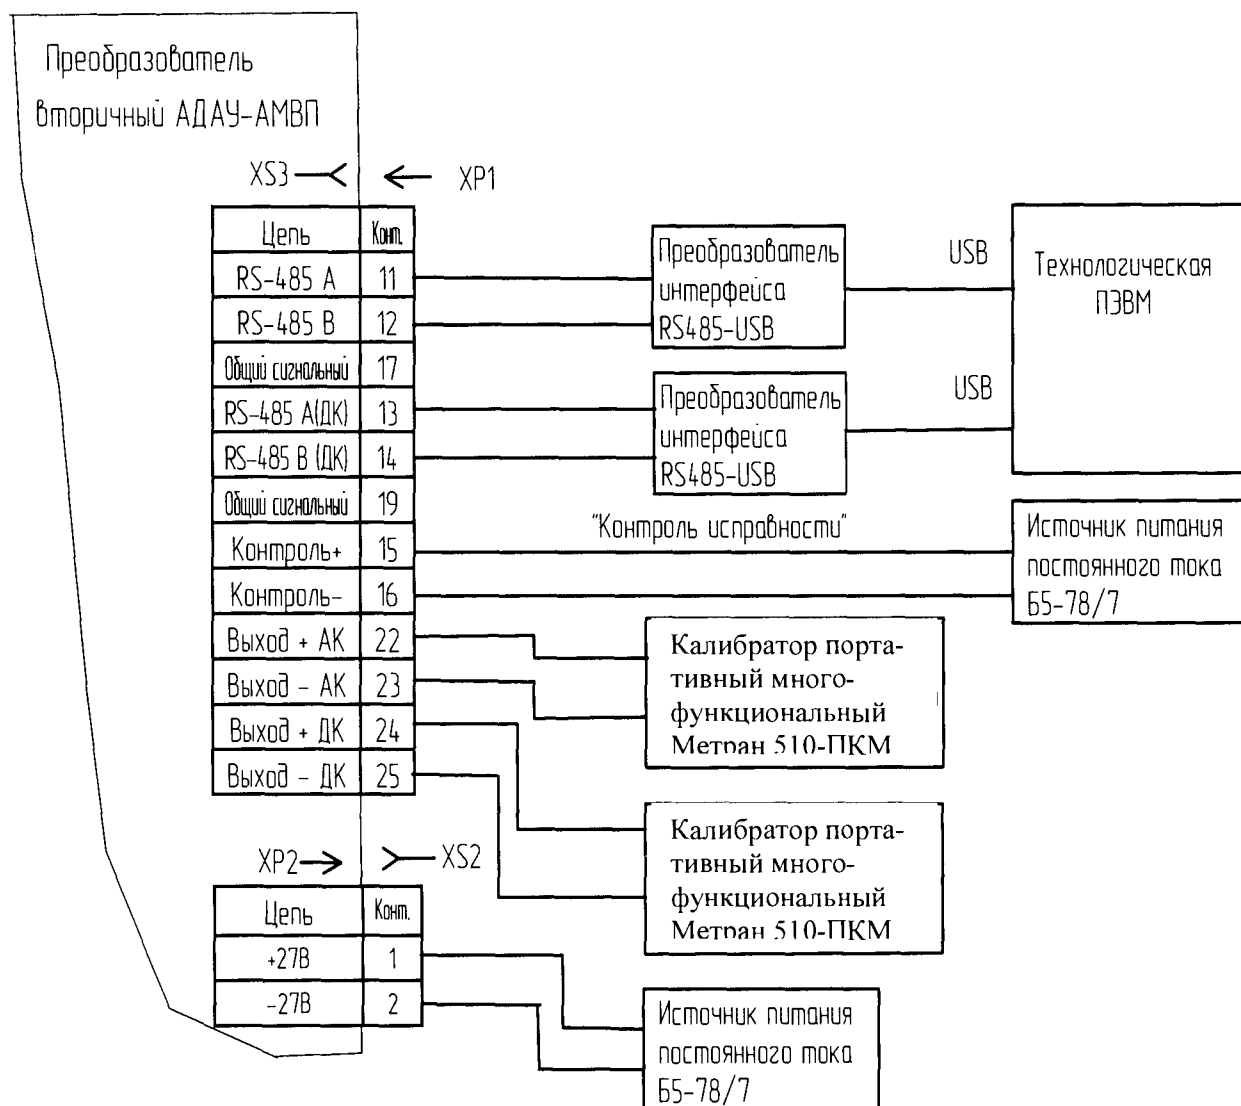 Преобразователь
вторичный АДАУ-АМВП
XS3
XP1
Цепь Конт.
RS-485 A 11
RS-485 B 12
Общий сигнальный 17
RS-485 A(ДК) 13
RS-485 B (ДК) 14
Общий сигнальный 19
Контроль+ 15
Контроль- 16
Выход + АК 22
Выход - АК 23
Выход + ДК 24
Выход - ДК 25
Преобразователь
интерфейса
RS485-USB
USB
Технологическая
ПЭВМ
Преобразователь
интерфейса
RS485-USB
USB
"Контроль исправности"
Источник питания
постоянного тока
Б5-78/7
Калибратор порта-
тивный много-
функциональный
Метран 510-ПКМ
Калибратор порта-
тивный много-
функциональный
Метран 510-ПКМ
XP2
XS2
Цепь Конт.
+27В 1
-27В 2
Источник питания
постоянного тока
Б5-78/7